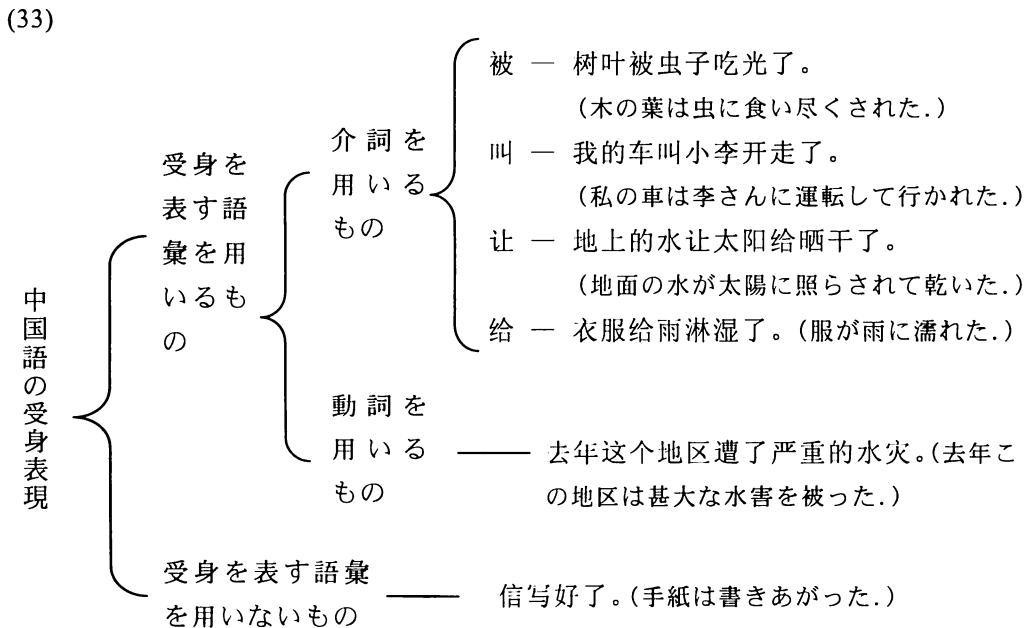 (33)
中国語の受身表現
受身を
表す語
彙を用
いるも
の
介詞を
用いる
もの
被 — 树叶被虫子吃光了。
（木の葉は虫に食い尽くされた.）
叫 — 我的车叫小李开走了。
（私の車は李さんに運転して行かれた.）
让 — 地上的水让太阳给晒干了。
（地面の水が太陽に照らされて乾いた.）
给 — 衣服给雨淋湿了。（服が雨に濡れた.）
動詞を
用いる
もの
去年这个地区遭了严重的水灾。（去年こ
の地区は甚大な水害を被った.）
受身を表す語彙
を用いないもの
信写好了。（手紙は書きあがった.）